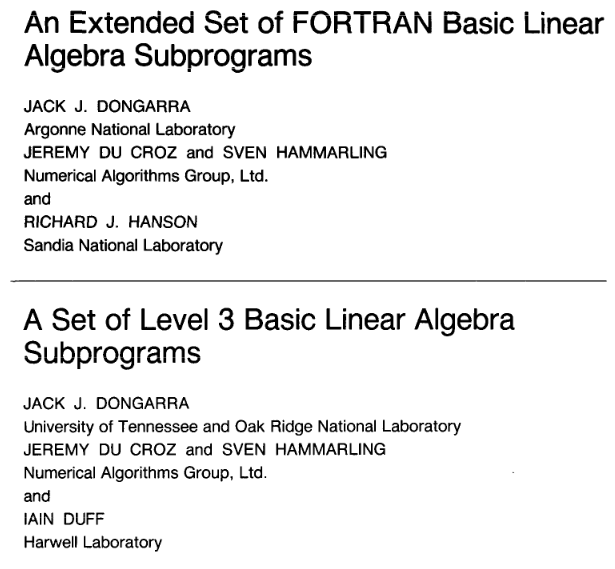 An Extended Set of FORTRAN Basic Linear
Algebra Subprograms
JACK J. DONGARRA
Argonne National Laboratory
JEREMY DU CROZ and SVEN HAMMARLING
Numerical Algorithms Group, Ltd.
and
RICHARD J. HANSON
Sandia National Laboratory
A Set of Level 3 Basic Linear Algebra
Subprograms
JACK J. DONGARRA
University of Tennessee and Oak Ridge National Laboratory
JEREMY DU CROZ and SVEN HAMMARLING
Numerical Algorithms Group, Ltd.
and
IAIN DUFF
Harwell Laboratory